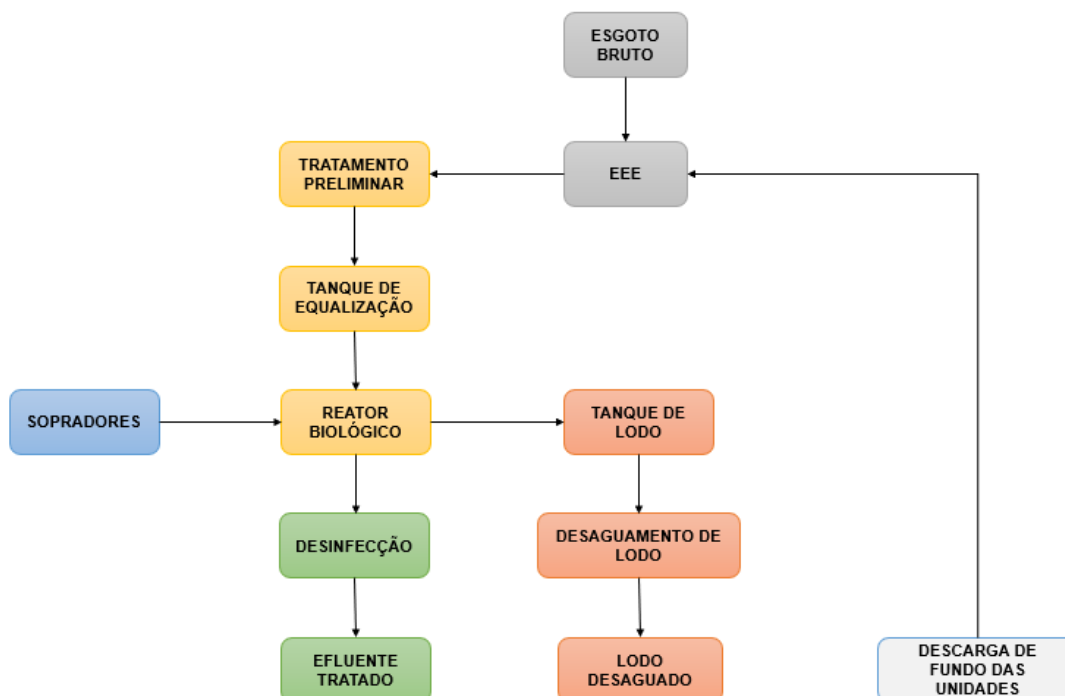 ESGOTO
BRUTO
TRATAMENTO
PRELIMINAR
EEE
TANQUE DE
EQUALIZAÇÃO
SOPRADORES
REATOR
BIOLÓGICO
TANQUE DE
LODO
DESINFECÇÃO
DESAGUAMENTO DE
LODO
EFLUENTE
TRATADO
LODO
DESAGUADO
DESCARGA DE
FUNDO DAS
UNIDADES